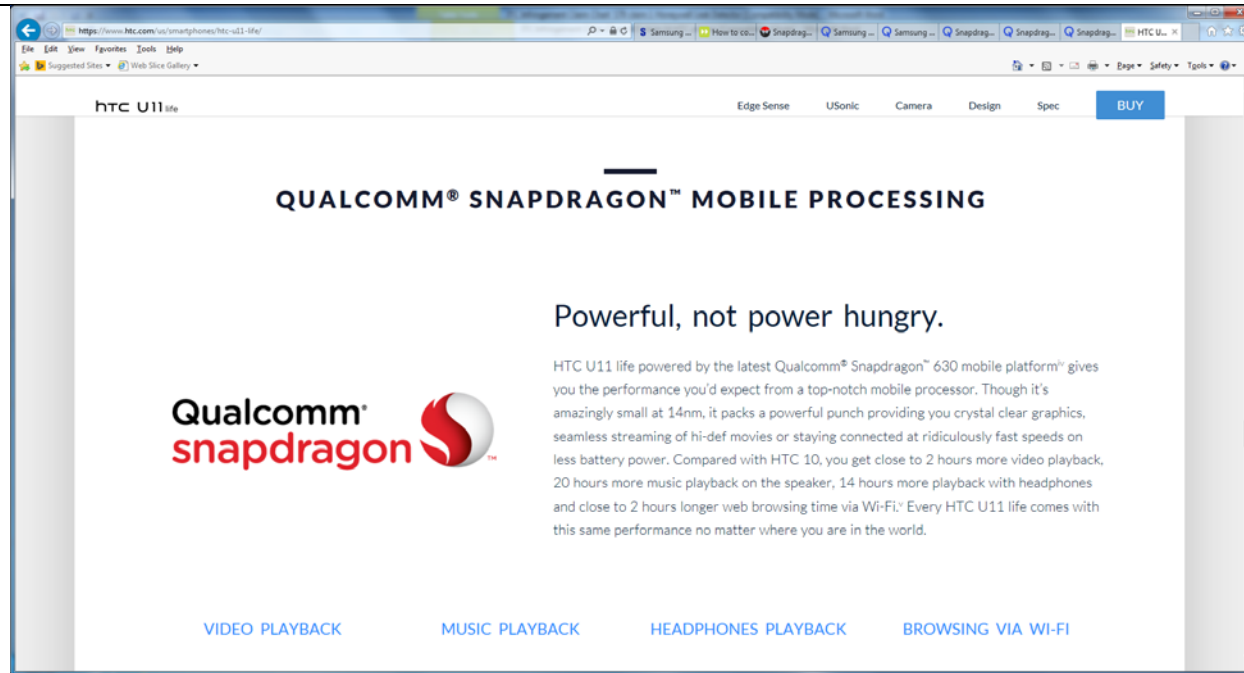 https://www.htc.com/us/smartphones/htc-u11-life/
S Samsung ... How to co... Snapdrag... Samsung ... Samsung ... Snapdrag... Snapdrag... Snapdrag... HTC U...
File Edit View Favorites Tools Help
Suggested Sites Web Slice Gallery Page Safety Tools
hTC U11 life Edge Sense USonic Camera Design Spec BUY
QUALCOMM® SNAPDRAGON™ MOBILE PROCESSING
Powerful, not power hungry.
HTC U11 life powered by the latest Qualcomm® Snapdragon™ 630 mobile platformⁱᵛ gives
you the performance you'd expect from a top-notch mobile processor. Though it's
amazingly small at 14nm, it packs a powerful punch providing you crystal clear graphics,
seamless streaming of hi-def movies or staying connected at ridiculously fast speeds on
less battery power. Compared with HTC 10, you get close to 2 hours more video playback,
20 hours more music playback on the speaker, 14 hours more playback with headphones
and close to 2 hours longer web browsing time via Wi-Fi.ᵛ Every HTC U11 life comes with
this same performance no matter where you are in the world.
Qualcomm®
snapdragon™
VIDEO PLAYBACK MUSIC PLAYBACK HEADPHONES PLAYBACK BROWSING VIA WI-FI